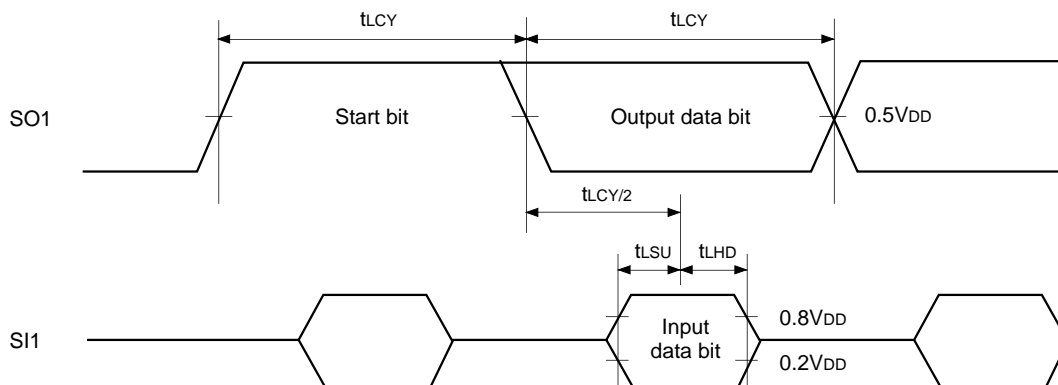 tLCY tLCY
SO1 Start bit Output data bit 0.5VDD
tLCY/2
tLSU tLHD
SI1 Input data bit 0.8VDD
0.2VDD